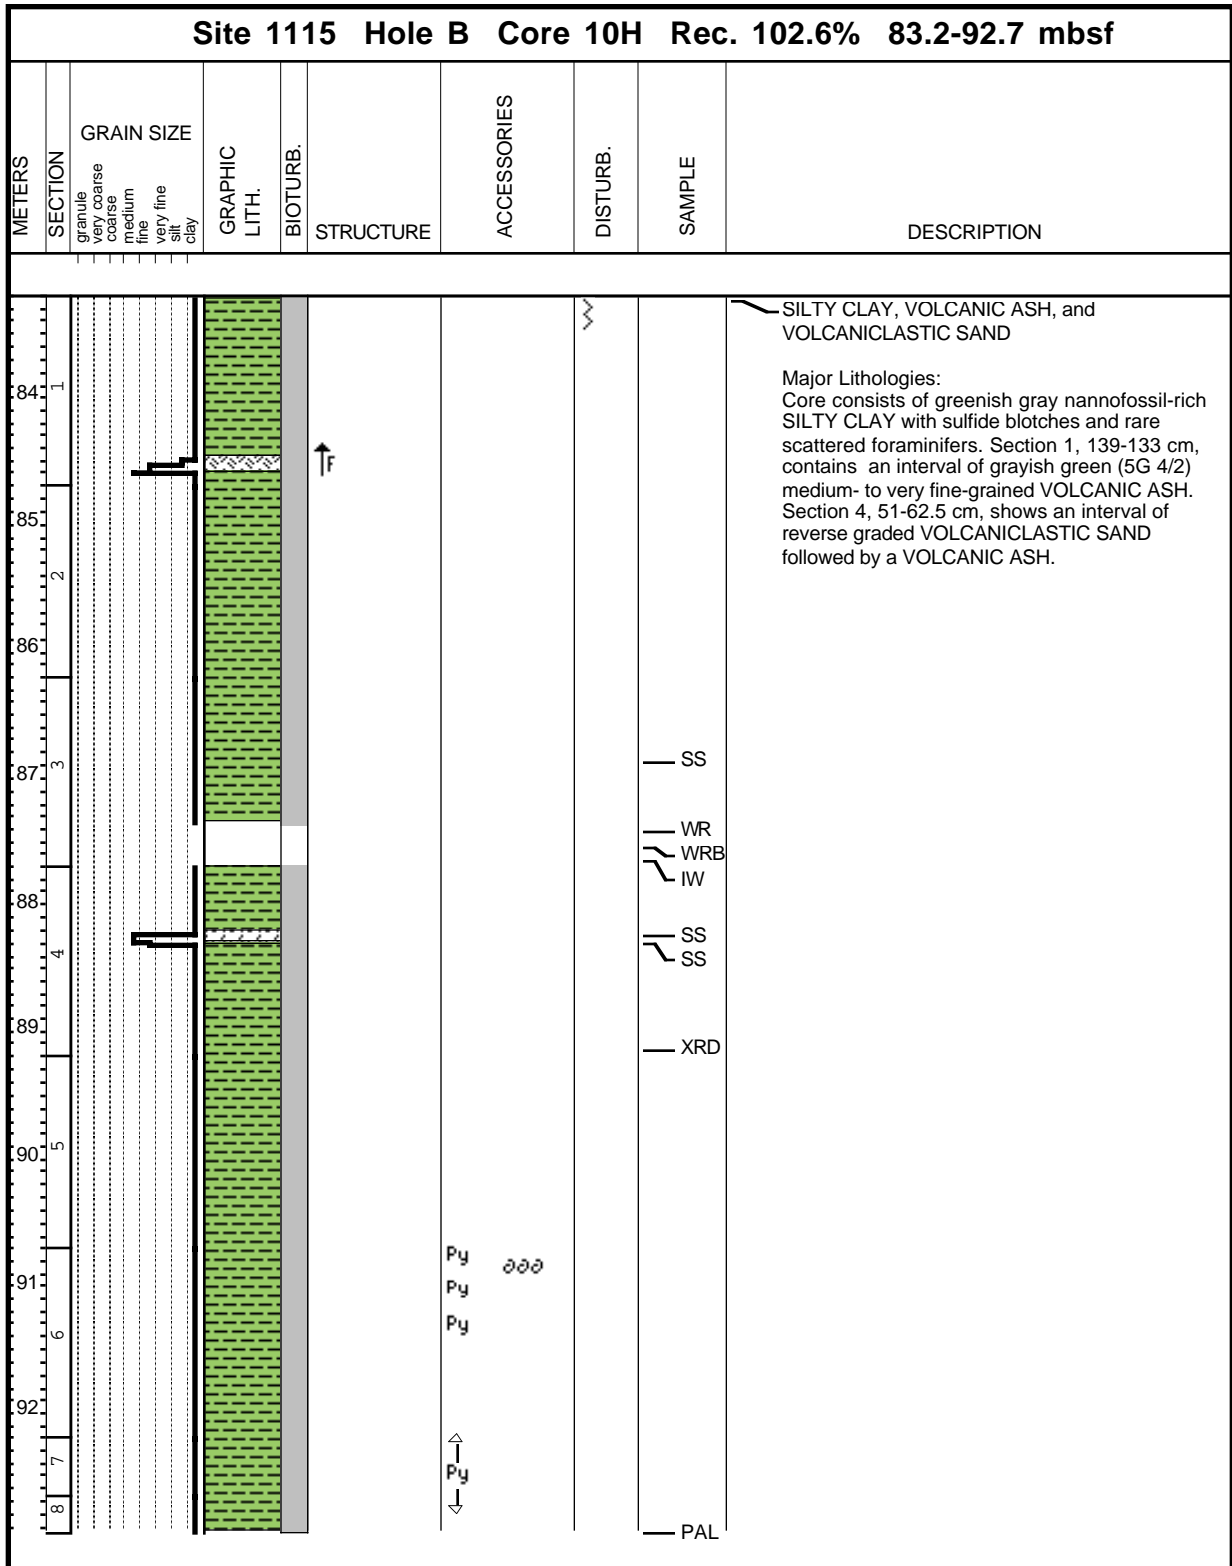 Site 1115 Hole B Core 10H Rec. 102.6% 83.2-92.7 mbsf
METERS
SECTION
GRAIN SIZE
granule
very coarse
coarse
medium
fine
very fine
silt
clay
GRAPHIC
LITH.
BIOTURB.
STRUCTURE
ACCESSORIES
DISTURB.
SAMPLE
DESCRIPTION
SILTY CLAY, VOLCANIC ASH, and
VOLCANICLASTIC SAND
Major Lithologies:
Core consists of greenish gray nannofossil-rich
SILTY CLAY with sulfide blotches and rare
scattered foraminifers. Section 1, 139-133 cm,
contains an interval of grayish green (5G 4/2)
medium- to very fine-grained VOLCANIC ASH.
Section 4, 51-62.5 cm, shows an interval of
reverse graded VOLCANICLASTIC SAND
followed by a VOLCANIC ASH.
84
1
F
85
2
86
3
87
SS
WR
WRB
IW
88
SS
4
SS
89
XRD
5
90
Py
91
Py
Py
6
92
7
Py
8
PAL